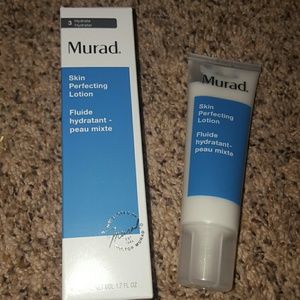 3 Hydrate
Hydrater
Murad.
Skin
Perfecting
Lotion
Fluide
hydratant -
peau mixte
VOL 1.7 FL OZ
Murad.
Skin
Perfecting
Lotion
Fluide
hydratant-
peau mixte